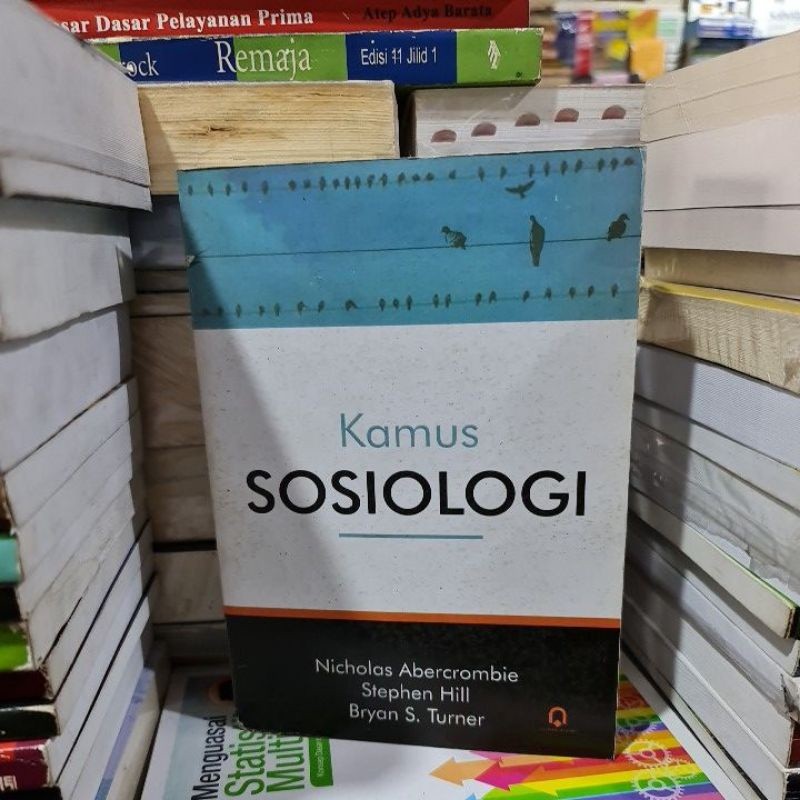 sar Dasar Pelayanan Prima Atep Adya Barata
rock Remaja Edisi 11 Jilid 1
Kamus
SOSIOLOGI
Nicholas Abercrombie
Stephen Hill
Bryan S. Turner
Menguasai
Statis
Multi